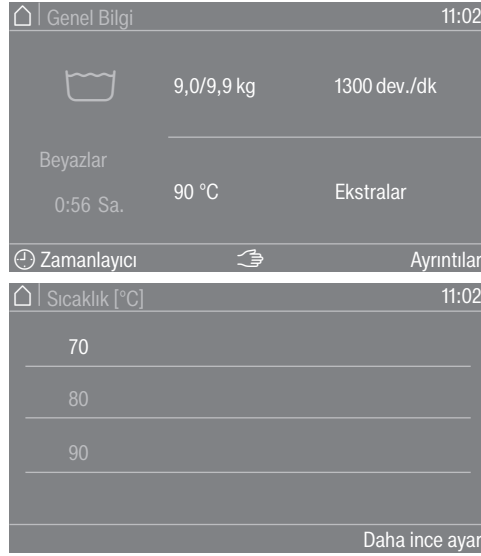 Genel Bilgi 11:02
9,0/9,9 kg 1300 dev./dk
Beyazlar
0:56 Sa.
90 °C Ekstralar
Zamanlayıcı Ayrıntılar
Sıcaklık [°C] 11:02
70
80
90
Daha ince ayar